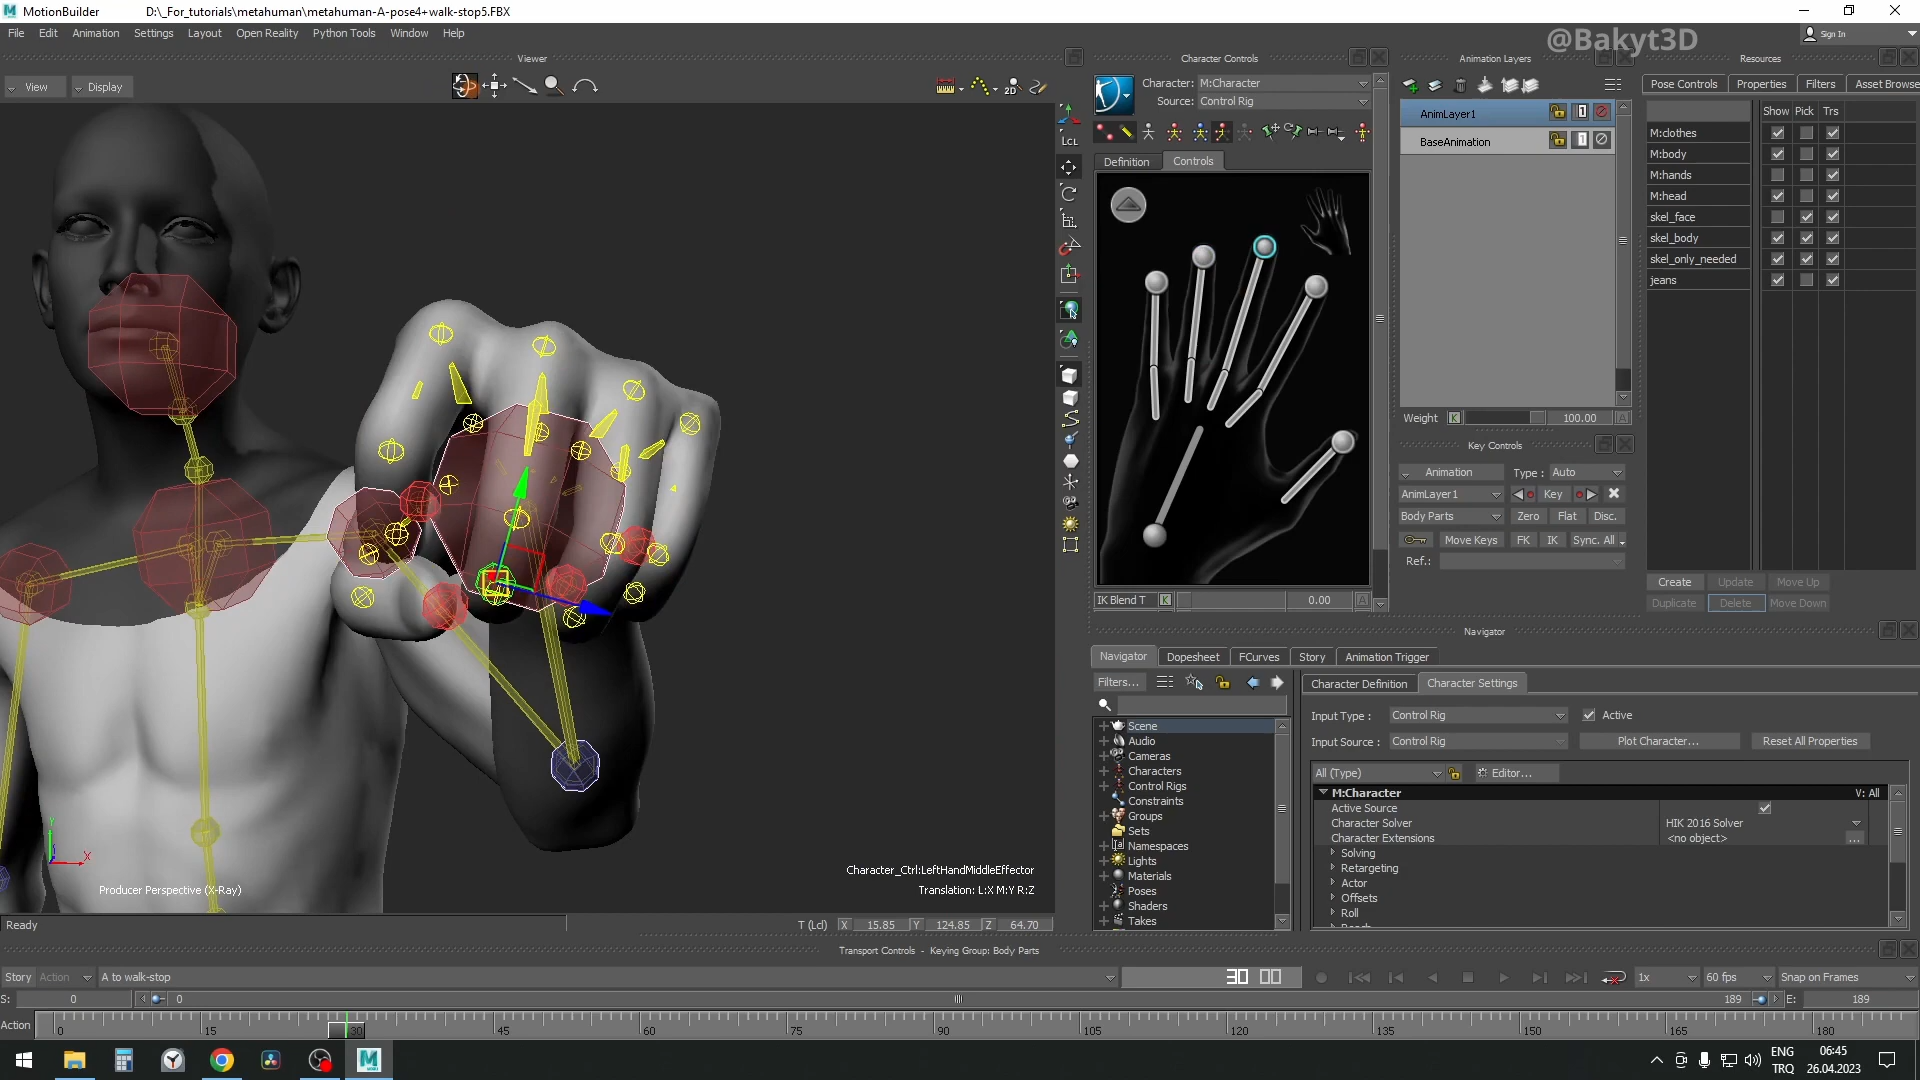 MotionBuilder D:\_For_tutorials\metahuman\metahuman-A-pose4+walk-stop5.FBX
File Edit Animation Settings Layout Open Reality Python Tools Window Help
@Bakyt3D
Sign In
Viewer
Character Controls
Animation Layers
Resources
View
Display
2D
Character: M:Character
Source: Control Rig
Pose Controls Properties Filters Asset Browse
LCL
Definition Controls
AnimLayer1
BaseAnimation
Show Pick Trs
M:clothes
M:body
M:hands
M:head
skel_face
skel_body
skel_only_needed
jeans
Weight K 100.00 A
Key Controls
Animation Type : Auto
AnimLayer1 Key
Body Parts Zero Flat Disc.
Move Keys FK IK Sync. All
Ref.:
Create Update Move Up
Duplicate Delete Move Down
IK Blend T K 0.00 A
Navigator
Navigator Dopesheet FCurves Story Animation Trigger
Filters...
Scene
Audio
Cameras
Characters
Control Rigs
Constraints
Groups
Sets
Namespaces
Lights
Materials
Poses
Shaders
Takes
Character Definition Character Settings
Input Type : Control Rig Active
Input Source : Control Rig Plot Character... Reset All Properties
All (Type) Editor...
M:Character V: All
Active Source
Character Solver HIK 2016 Solver
Character Extensions <no object> ...
Solving
Retargeting
Actor
Offsets
Roll
Y
X
Producer Perspective (X-Ray)
Character_Ctrl:LeftHandMiddleEffector
Translation: L:X M:Y R:Z
Ready
T (Lcl) X 15.85 Y 124.85 Z 64.70
Transport Controls - Keying Group: Body Parts
Story Action A to walk-stop 30 00 1x 60 fps Snap on Frames
S: 0 0 189 E: 189
Action 0 15 30 45 60 75 90 105 120 135 150 165 180
ENG
TRQ
06:45
26.04.2023